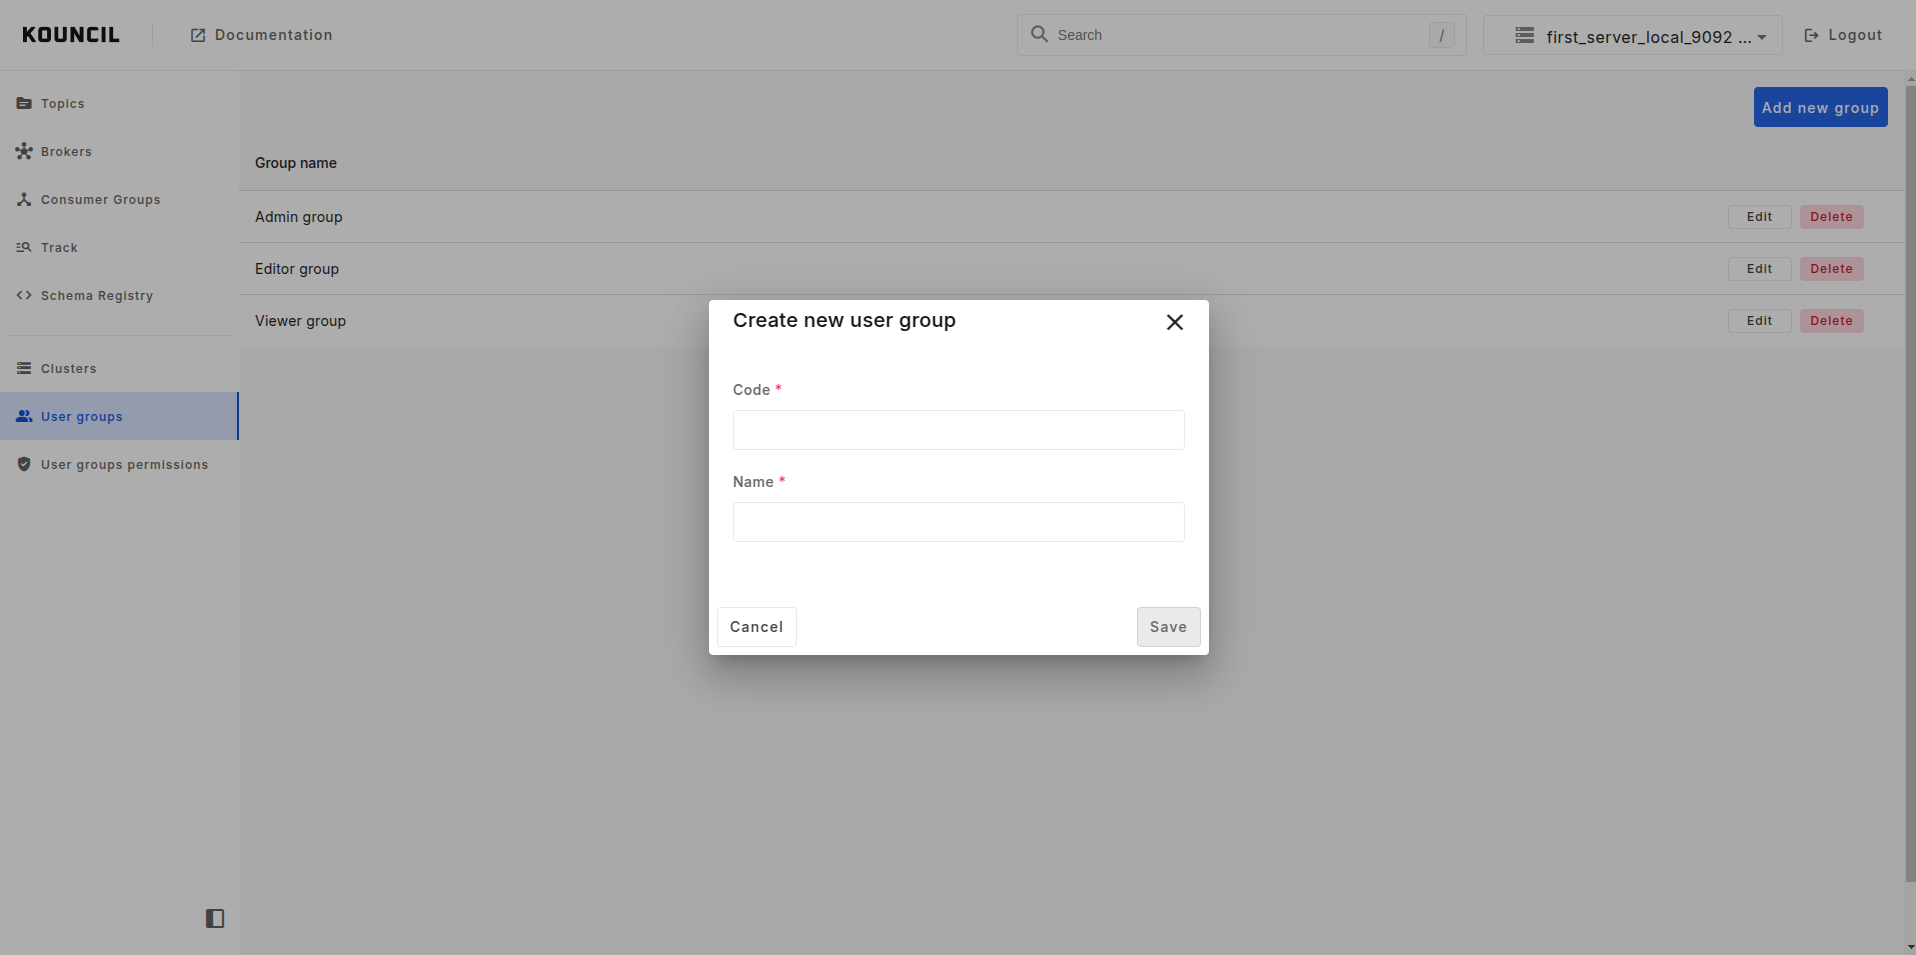 KOUNCIL
Documentation
Search
/
first_server_local_9092 ...
Logout
Topics
Brokers
Consumer Groups
Track
Schema Registry
Clusters
User groups
User groups permissions
Add new group
Group name
Admin group
Edit
Delete
Editor group
Edit
Delete
Viewer group
Edit
Delete
Create new user group
Code *
Name *
Cancel
Save